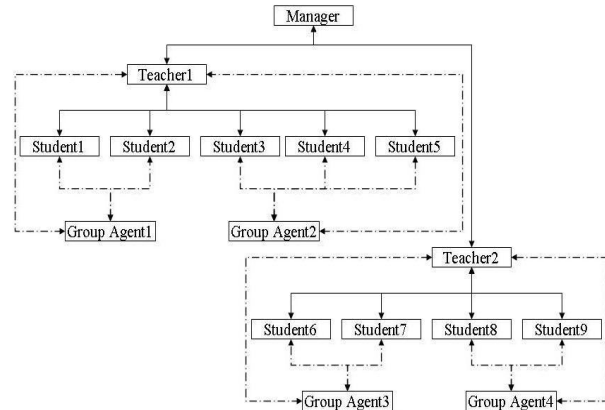 Manager
Teacher1
Student1 Student2 Student3 Student4 Student5
Group Agent1 Group Agent2
Teacher2
Student6 Student7 Student8 Student9
Group Agent3 Group Agent4